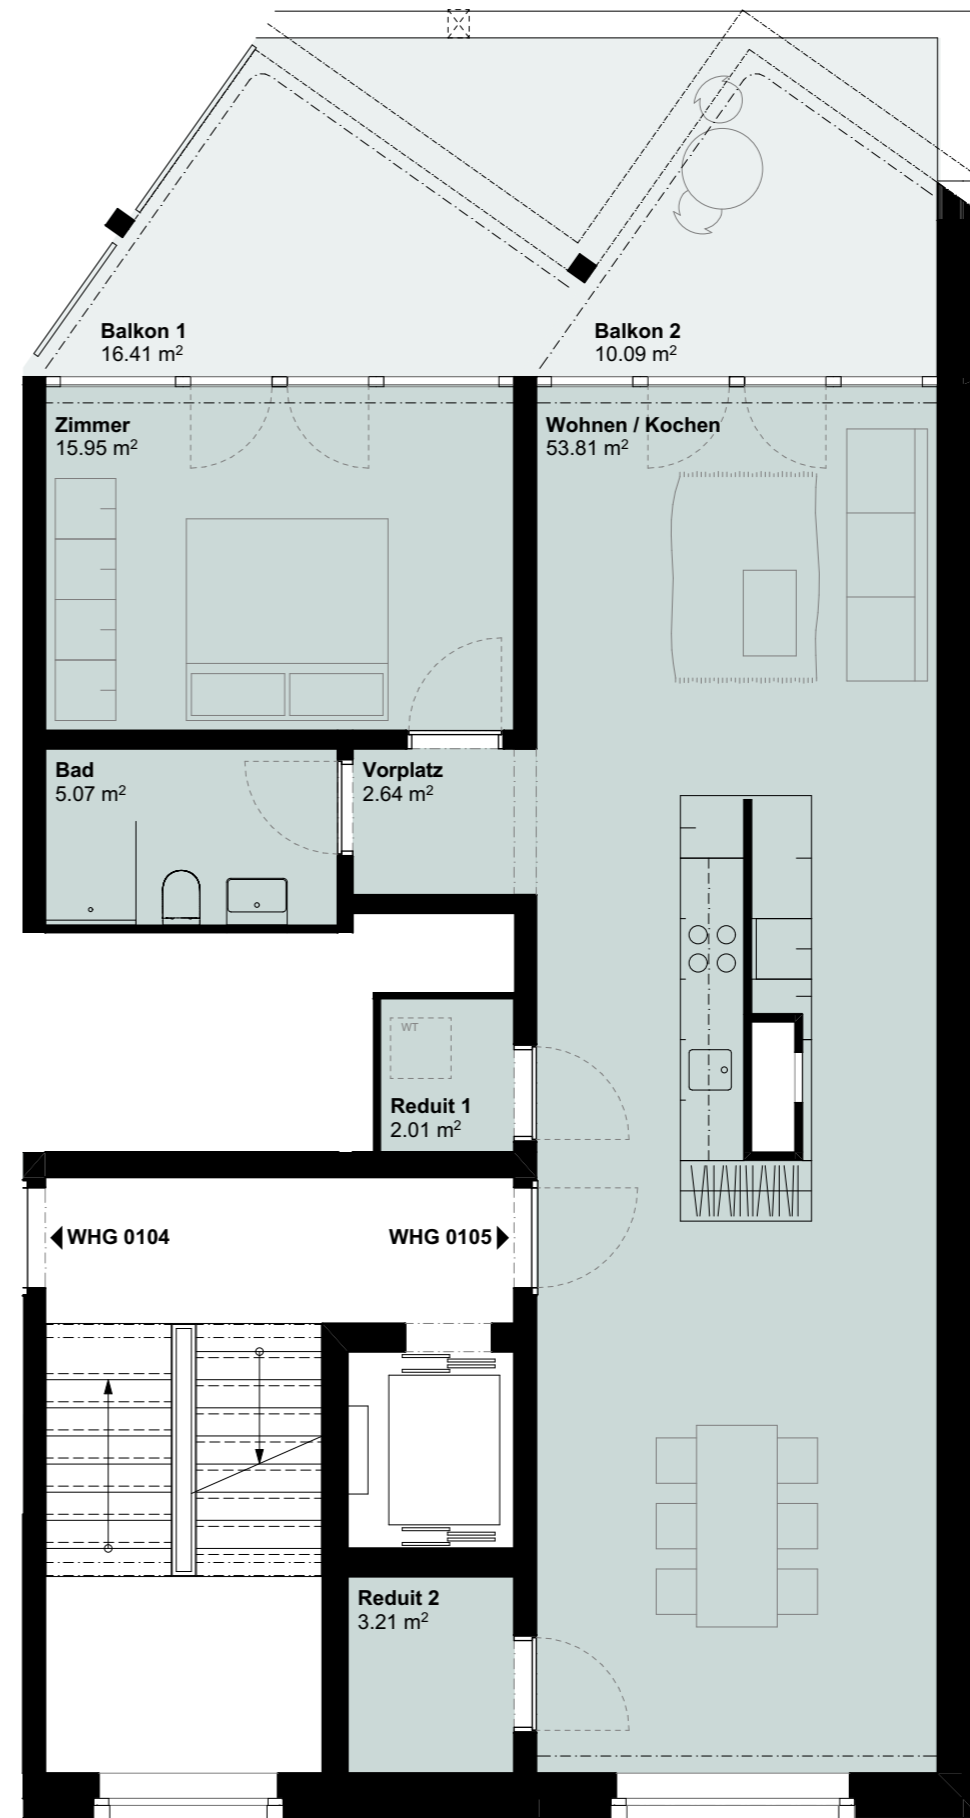 Balkon 1
16.41 m²
Balkon 2
10.09 m²
Zimmer
15.95 m²
Wohnen / Kochen
53.81 m²
Bad
5.07 m²
Vorplatz
2.64 m²
WT
Reduit 1
2.01 m²
WHG 0104
WHG 0105
Reduit 2
3.21 m²